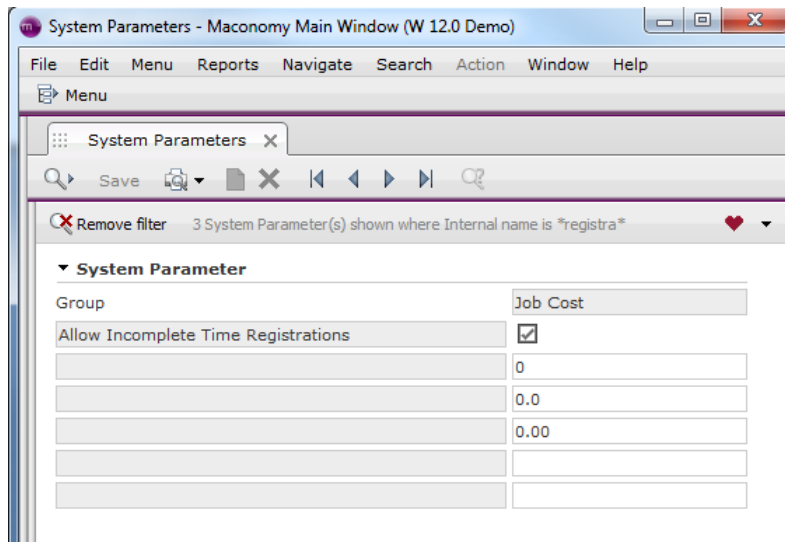 System Parameters - Maconomy Main Window (W 12.0 Demo)
File Edit Menu Reports Navigate Search Action Window Help
Menu
System Parameters
Save
Remove filter 3 System Parameter(s) shown where Internal name is *registra*
System Parameter
Group Job Cost
Allow Incomplete Time Registrations
0
0.0
0.00